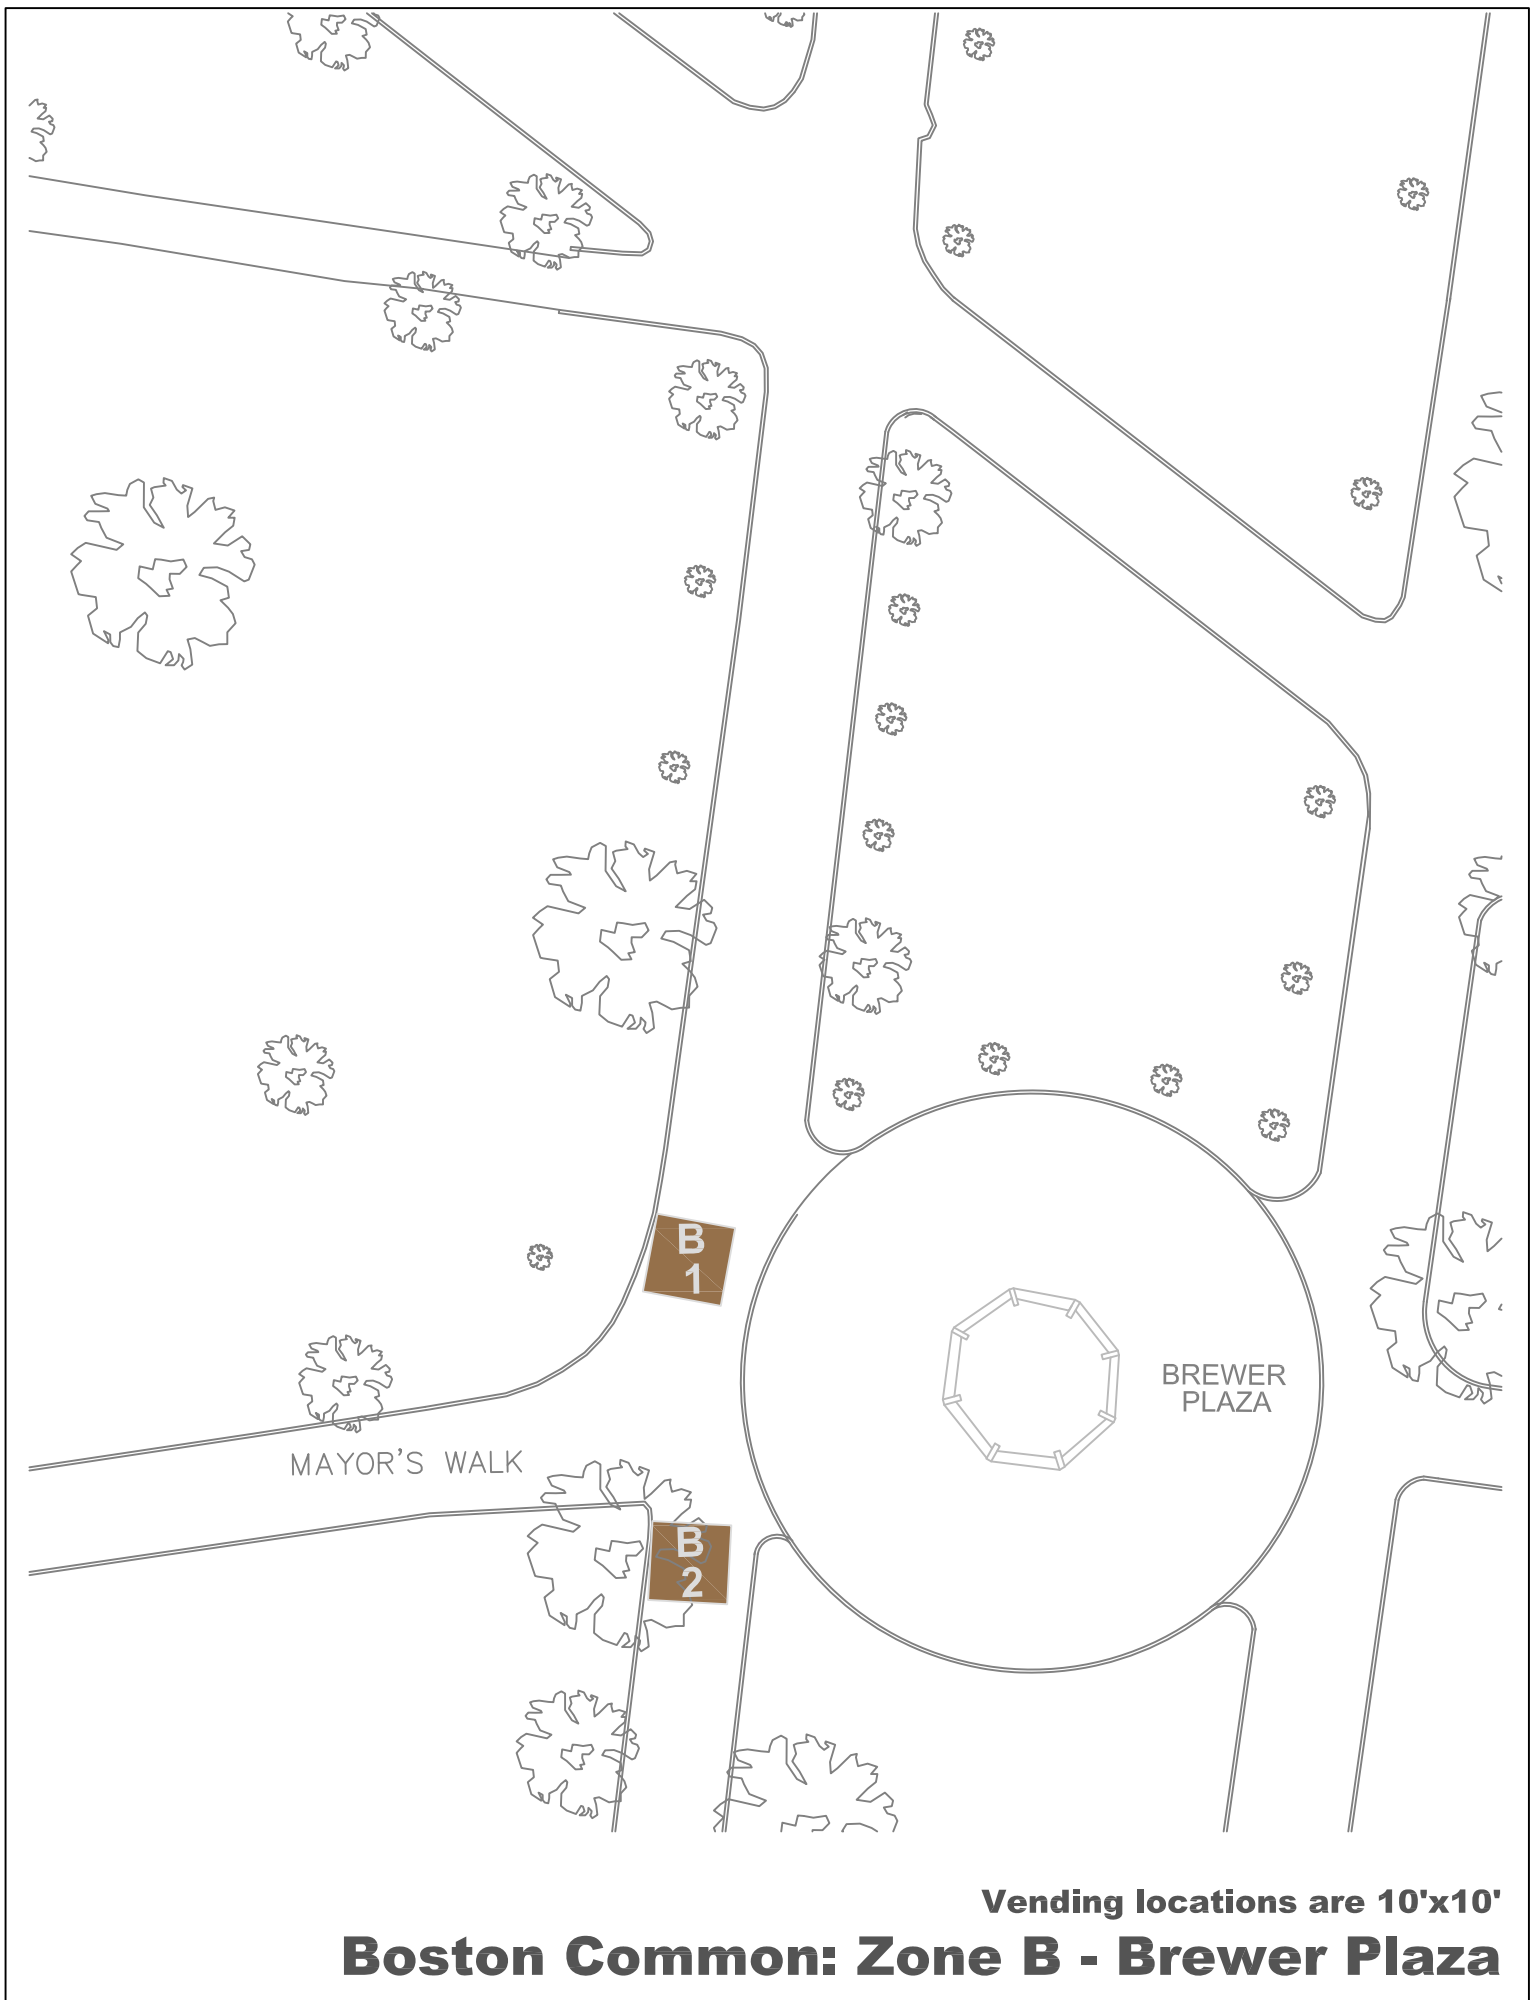 B
1
BREWER
PLAZA
MAYOR'S WALK
B
2
Vending locations are 10'x10'
Boston Common: Zone B - Brewer Plaza